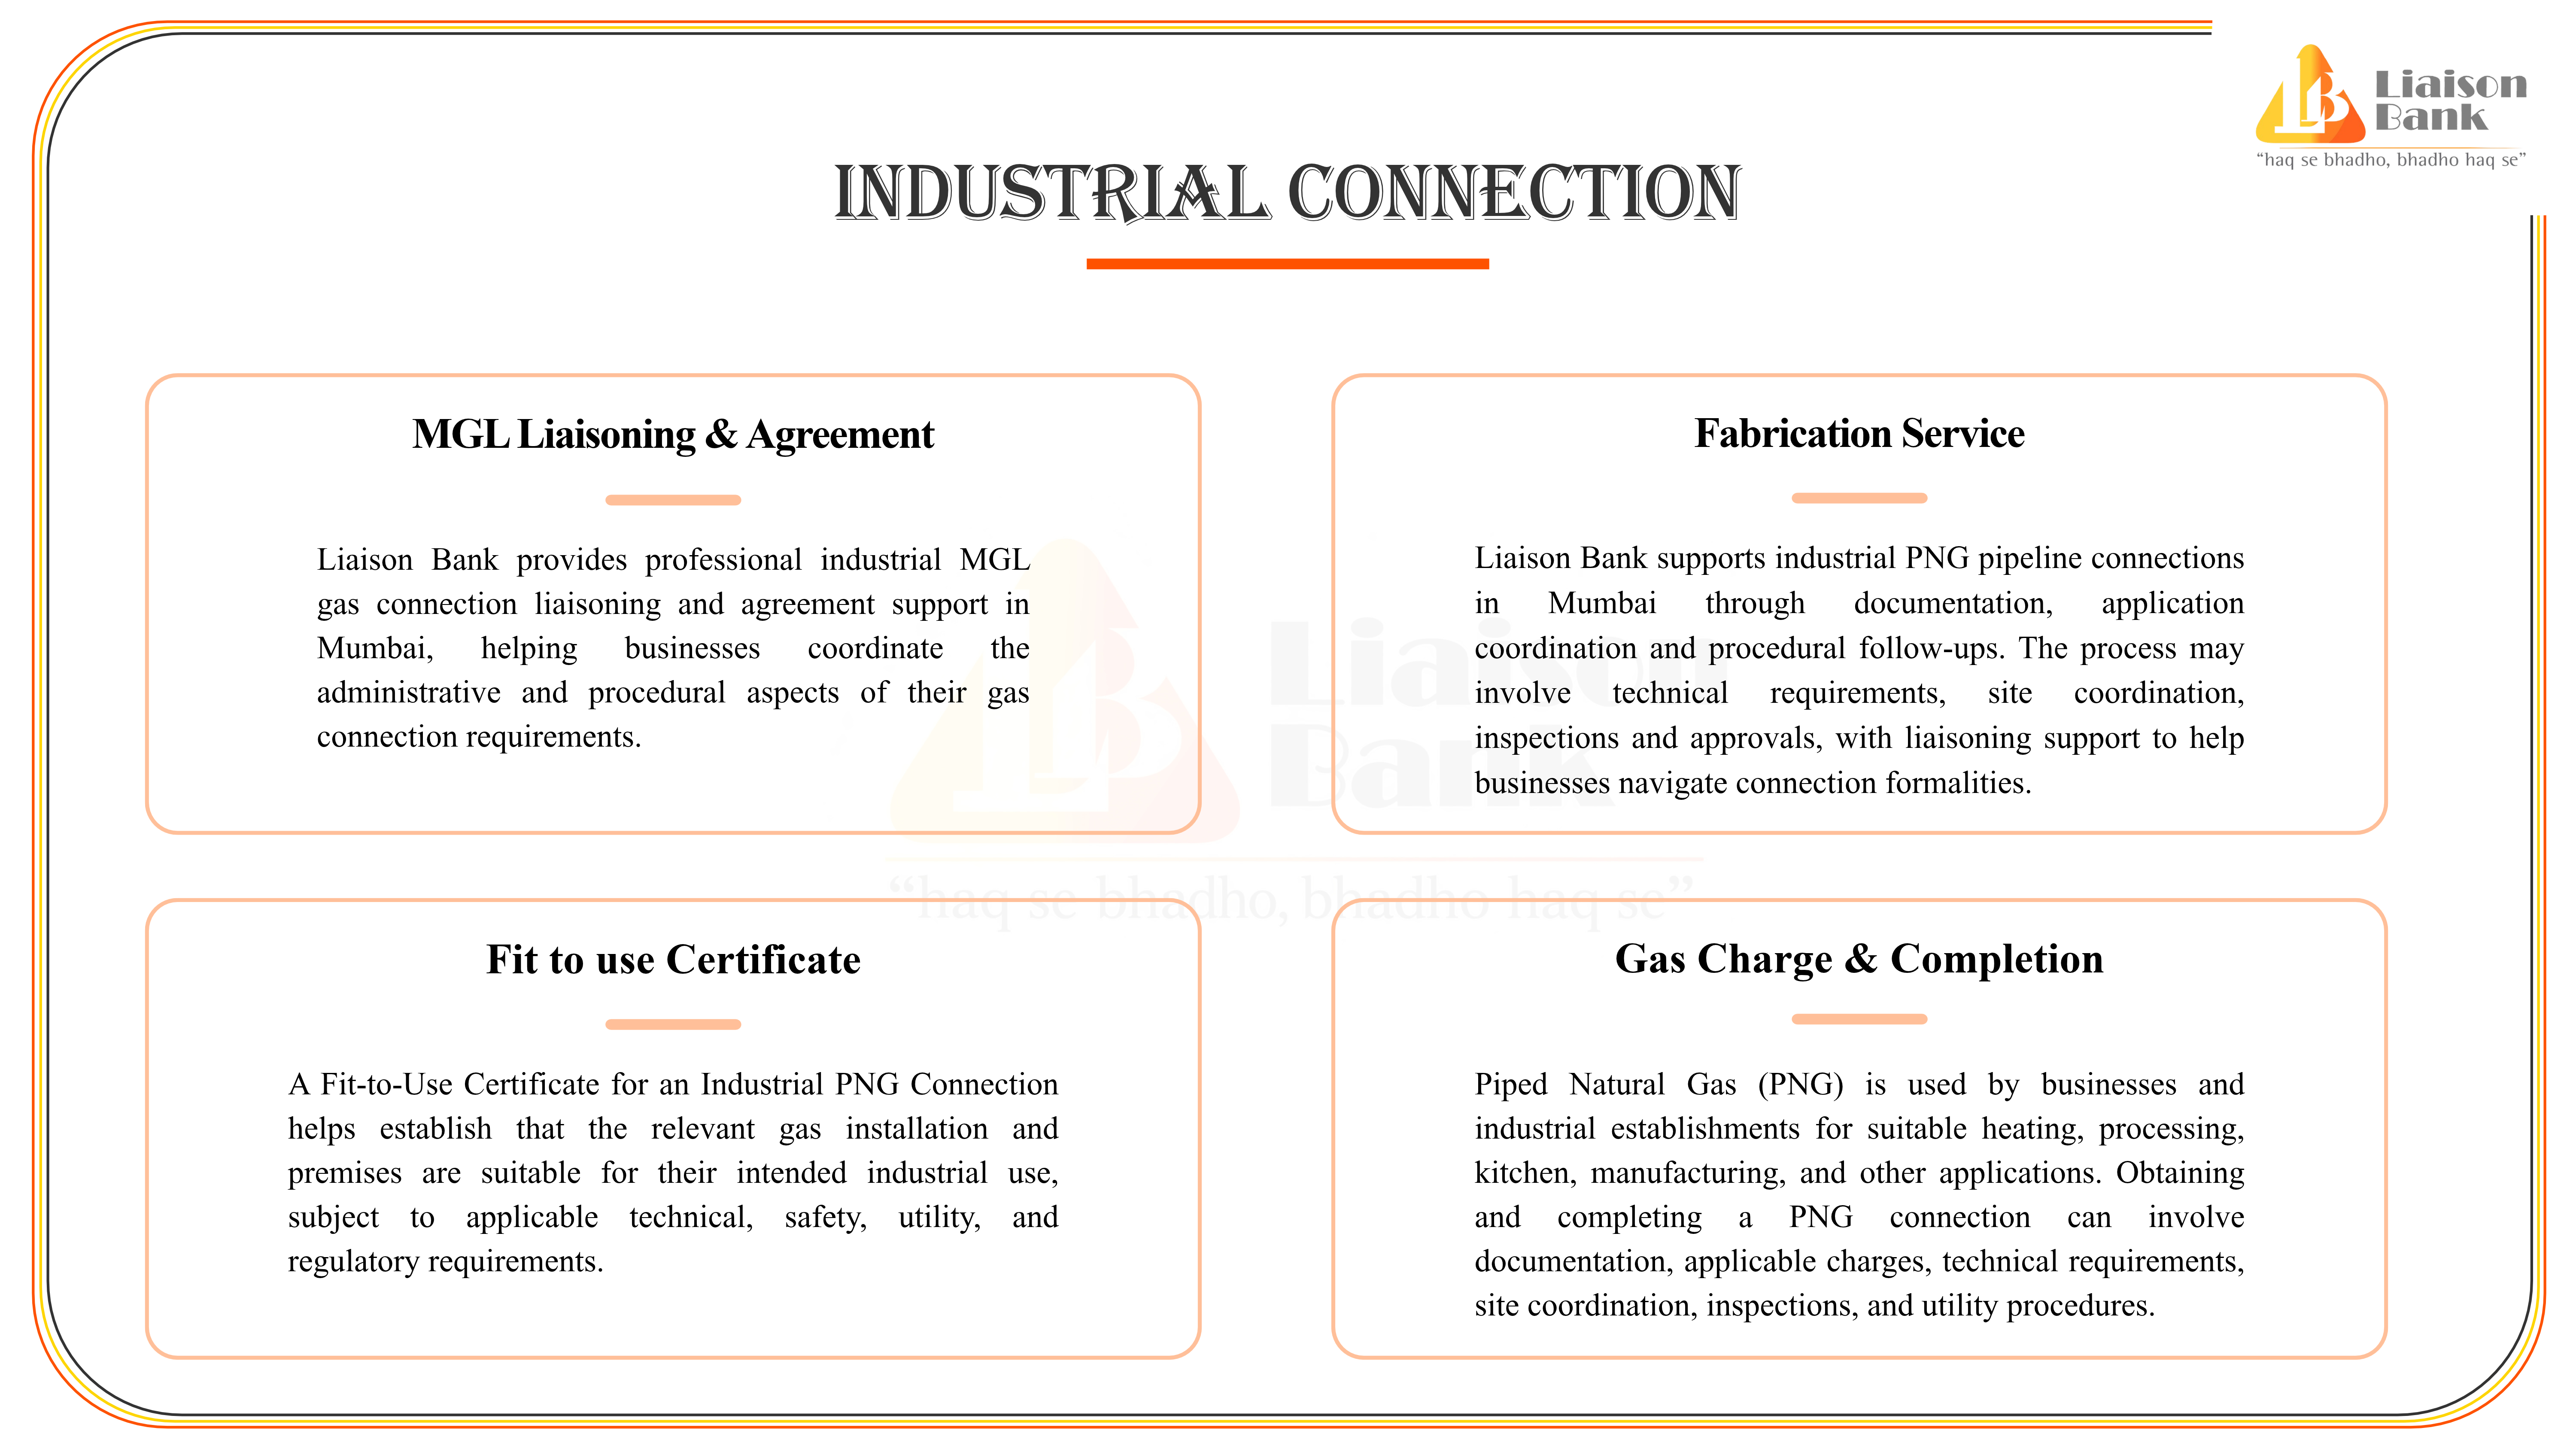 Liaison
Bank
“haq se bhadho, bhadho haq se”
INDUSTRIAL CONNECTION
MGL Liaisoning & Agreement
Liaison Bank provides professional industrial MGL
gas connection liaisoning and agreement support in
Mumbai, helping businesses coordinate the
administrative and procedural aspects of their gas
connection requirements.
Fabrication Service
Liaison Bank supports industrial PNG pipeline connections
in Mumbai through documentation, application
coordination and procedural follow-ups. The process may
involve technical requirements, site coordination,
inspections and approvals, with liaisoning support to help
businesses navigate connection formalities.
Liaison
Bank
“haq se bhadho, bhadho haq se”
Fit to use Certificate
A Fit-to-Use Certificate for an Industrial PNG Connection
helps establish that the relevant gas installation and
premises are suitable for their intended industrial use,
subject to applicable technical, safety, utility, and
regulatory requirements.
Gas Charge & Completion
Piped Natural Gas (PNG) is used by businesses and
industrial establishments for suitable heating, processing,
kitchen, manufacturing, and other applications. Obtaining
and completing a PNG connection can involve
documentation, applicable charges, technical requirements,
site coordination, inspections, and utility procedures.